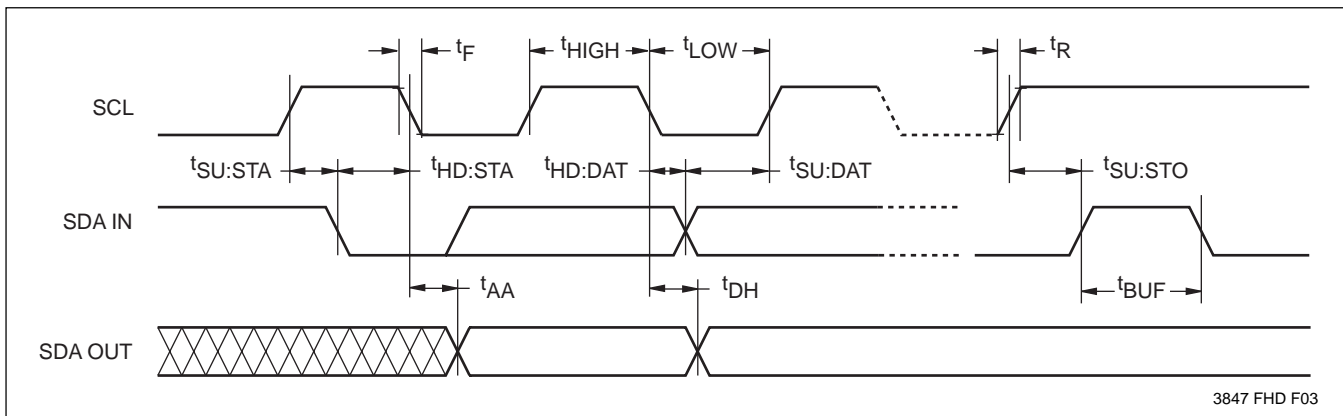 tF
tHIGH
tLOW
tR
SCL
tSU:STA
tHD:STA
tHD:DAT
tSU:DAT
tSU:STO
SDA IN
tAA
tDH
tBUF
SDA OUT
3847 FHD F03